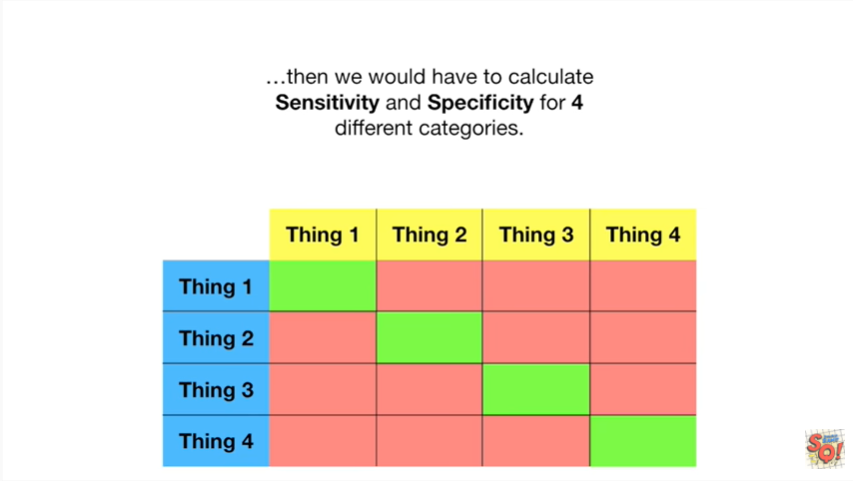 ...then we would have to calculate
Sensitivity and Specificity for 4
different categories.
Thing 1 Thing 2 Thing 3 Thing 4
Thing 1
Thing 2
Thing 3
Thing 4
SQ!